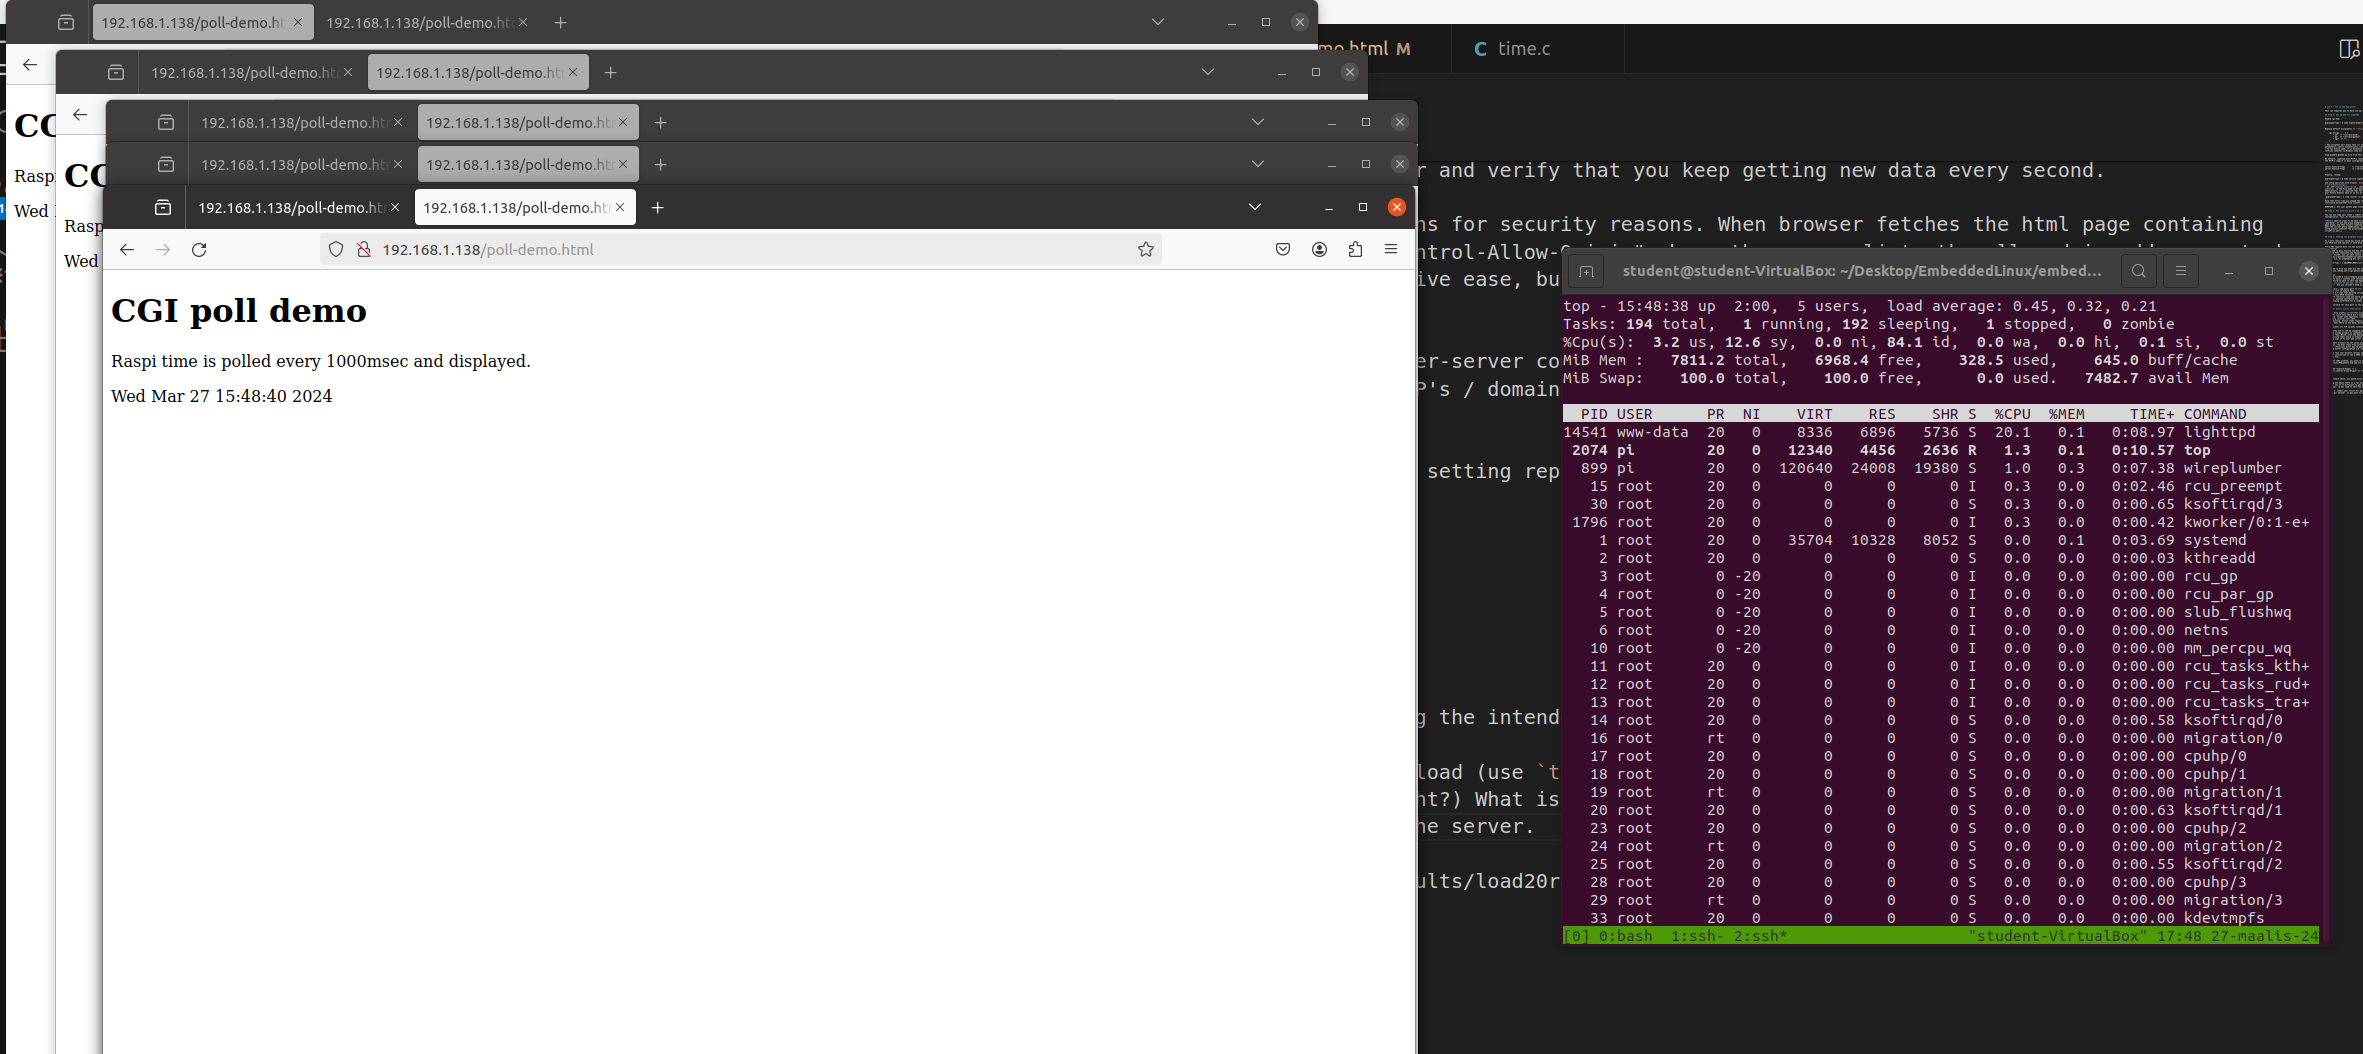 192.168.1.138/poll-demo.ht 192.168.1.138/poll-demo.ht
mo.html M time.c
192.168.1.138/poll-demo.ht 192.168.1.138/poll-demo.ht
192.168.1.138/poll-demo.ht 192.168.1.138/poll-demo.ht
192.168.1.138/poll-demo.ht 192.168.1.138/poll-demo.ht
192.168.1.138/poll-demo.ht 192.168.1.138/poll-demo.ht
192.168.1.138/poll-demo.html
CGI poll demo
Raspi time is polled every 1000msec and displayed.
Wed Mar 27 15:48:40 2024
CG
Raspi
Wed
CG
Rasp
Wed
r and verify that you keep getting new data every second.
ns for security reasons. When browser fetches the html page containing
ntrol-Allow-
ive ease, bu
er-server co
P's / domain
setting rep
g the intend
load (use `t
nt?) What is
he server.
ults/load20r
student@student-VirtualBox: ~/Desktop/EmbeddedLinux/embed...
top - 15:48:38 up  2:00,  5 users,  load average: 0.45, 0.32, 0.21
Tasks: 194 total,   1 running, 192 sleeping,   1 stopped,   0 zombie
%Cpu(s):  3.2 us, 12.6 sy,  0.0 ni, 84.1 id,  0.0 wa,  0.0 hi,  0.1 si,  0.0 st
MiB Mem :   7811.2 total,   6968.4 free,    328.5 used,    645.0 buff/cache
MiB Swap:    100.0 total,    100.0 free,      0.0 used.   7482.7 avail Mem
PID USER PR NI VIRT RES SHR S %CPU %MEM TIME+ COMMAND
14541 www-data 20 0 8336 6896 5736 S 20.1 0.1 0:08.97 lighttpd
2074 pi 20 0 12340 4456 2636 R 1.3 0.1 0:10.57 top
899 pi 20 0 120640 24008 19380 S 1.0 0.3 0:07.38 wireplumber
15 root 20 0 0 0 0 I 0.3 0.0 0:02.46 rcu_preempt
30 root 20 0 0 0 0 S 0.3 0.0 0:00.65 ksoftirqd/3
1796 root 20 0 0 0 0 I 0.3 0.0 0:00.42 kworker/0:1-e+
1 root 20 0 35704 10328 8052 S 0.0 0.1 0:03.69 systemd
2 root 20 0 0 0 0 S 0.0 0.0 0:00.03 kthreadd
3 root 0 -20 0 0 0 I 0.0 0.0 0:00.00 rcu_gp
4 root 0 -20 0 0 0 I 0.0 0.0 0:00.00 rcu_par_gp
5 root 0 -20 0 0 0 I 0.0 0.0 0:00.00 slub_flushwq
6 root 0 -20 0 0 0 I 0.0 0.0 0:00.00 netns
10 root 0 -20 0 0 0 I 0.0 0.0 0:00.00 mm_percpu_wq
11 root 20 0 0 0 0 I 0.0 0.0 0:00.00 rcu_tasks_kth+
12 root 20 0 0 0 0 I 0.0 0.0 0:00.00 rcu_tasks_rud+
13 root 20 0 0 0 0 I 0.0 0.0 0:00.00 rcu_tasks_tra+
14 root 20 0 0 0 0 S 0.0 0.0 0:00.58 ksoftirqd/0
16 root rt 0 0 0 0 S 0.0 0.0 0:00.00 migration/0
17 root 20 0 0 0 0 S 0.0 0.0 0:00.00 cpuhp/0
18 root 20 0 0 0 0 S 0.0 0.0 0:00.00 cpuhp/1
19 root rt 0 0 0 0 S 0.0 0.0 0:00.00 migration/1
20 root 20 0 0 0 0 S 0.0 0.0 0:00.63 ksoftirqd/1
23 root 20 0 0 0 0 S 0.0 0.0 0:00.00 cpuhp/2
24 root rt 0 0 0 0 S 0.0 0.0 0:00.00 migration/2
25 root 20 0 0 0 0 S 0.0 0.0 0:00.55 ksoftirqd/2
28 root 20 0 0 0 0 S 0.0 0.0 0:00.00 cpuhp/3
29 root rt 0 0 0 0 S 0.0 0.0 0:00.00 migration/3
33 root 20 0 0 0 0 S 0.0 0.0 0:00.00 kdevtmpfs
[0] 0:bash  1:ssh- 2:ssh* "student-VirtualBox" 17:48 27-maalis-24